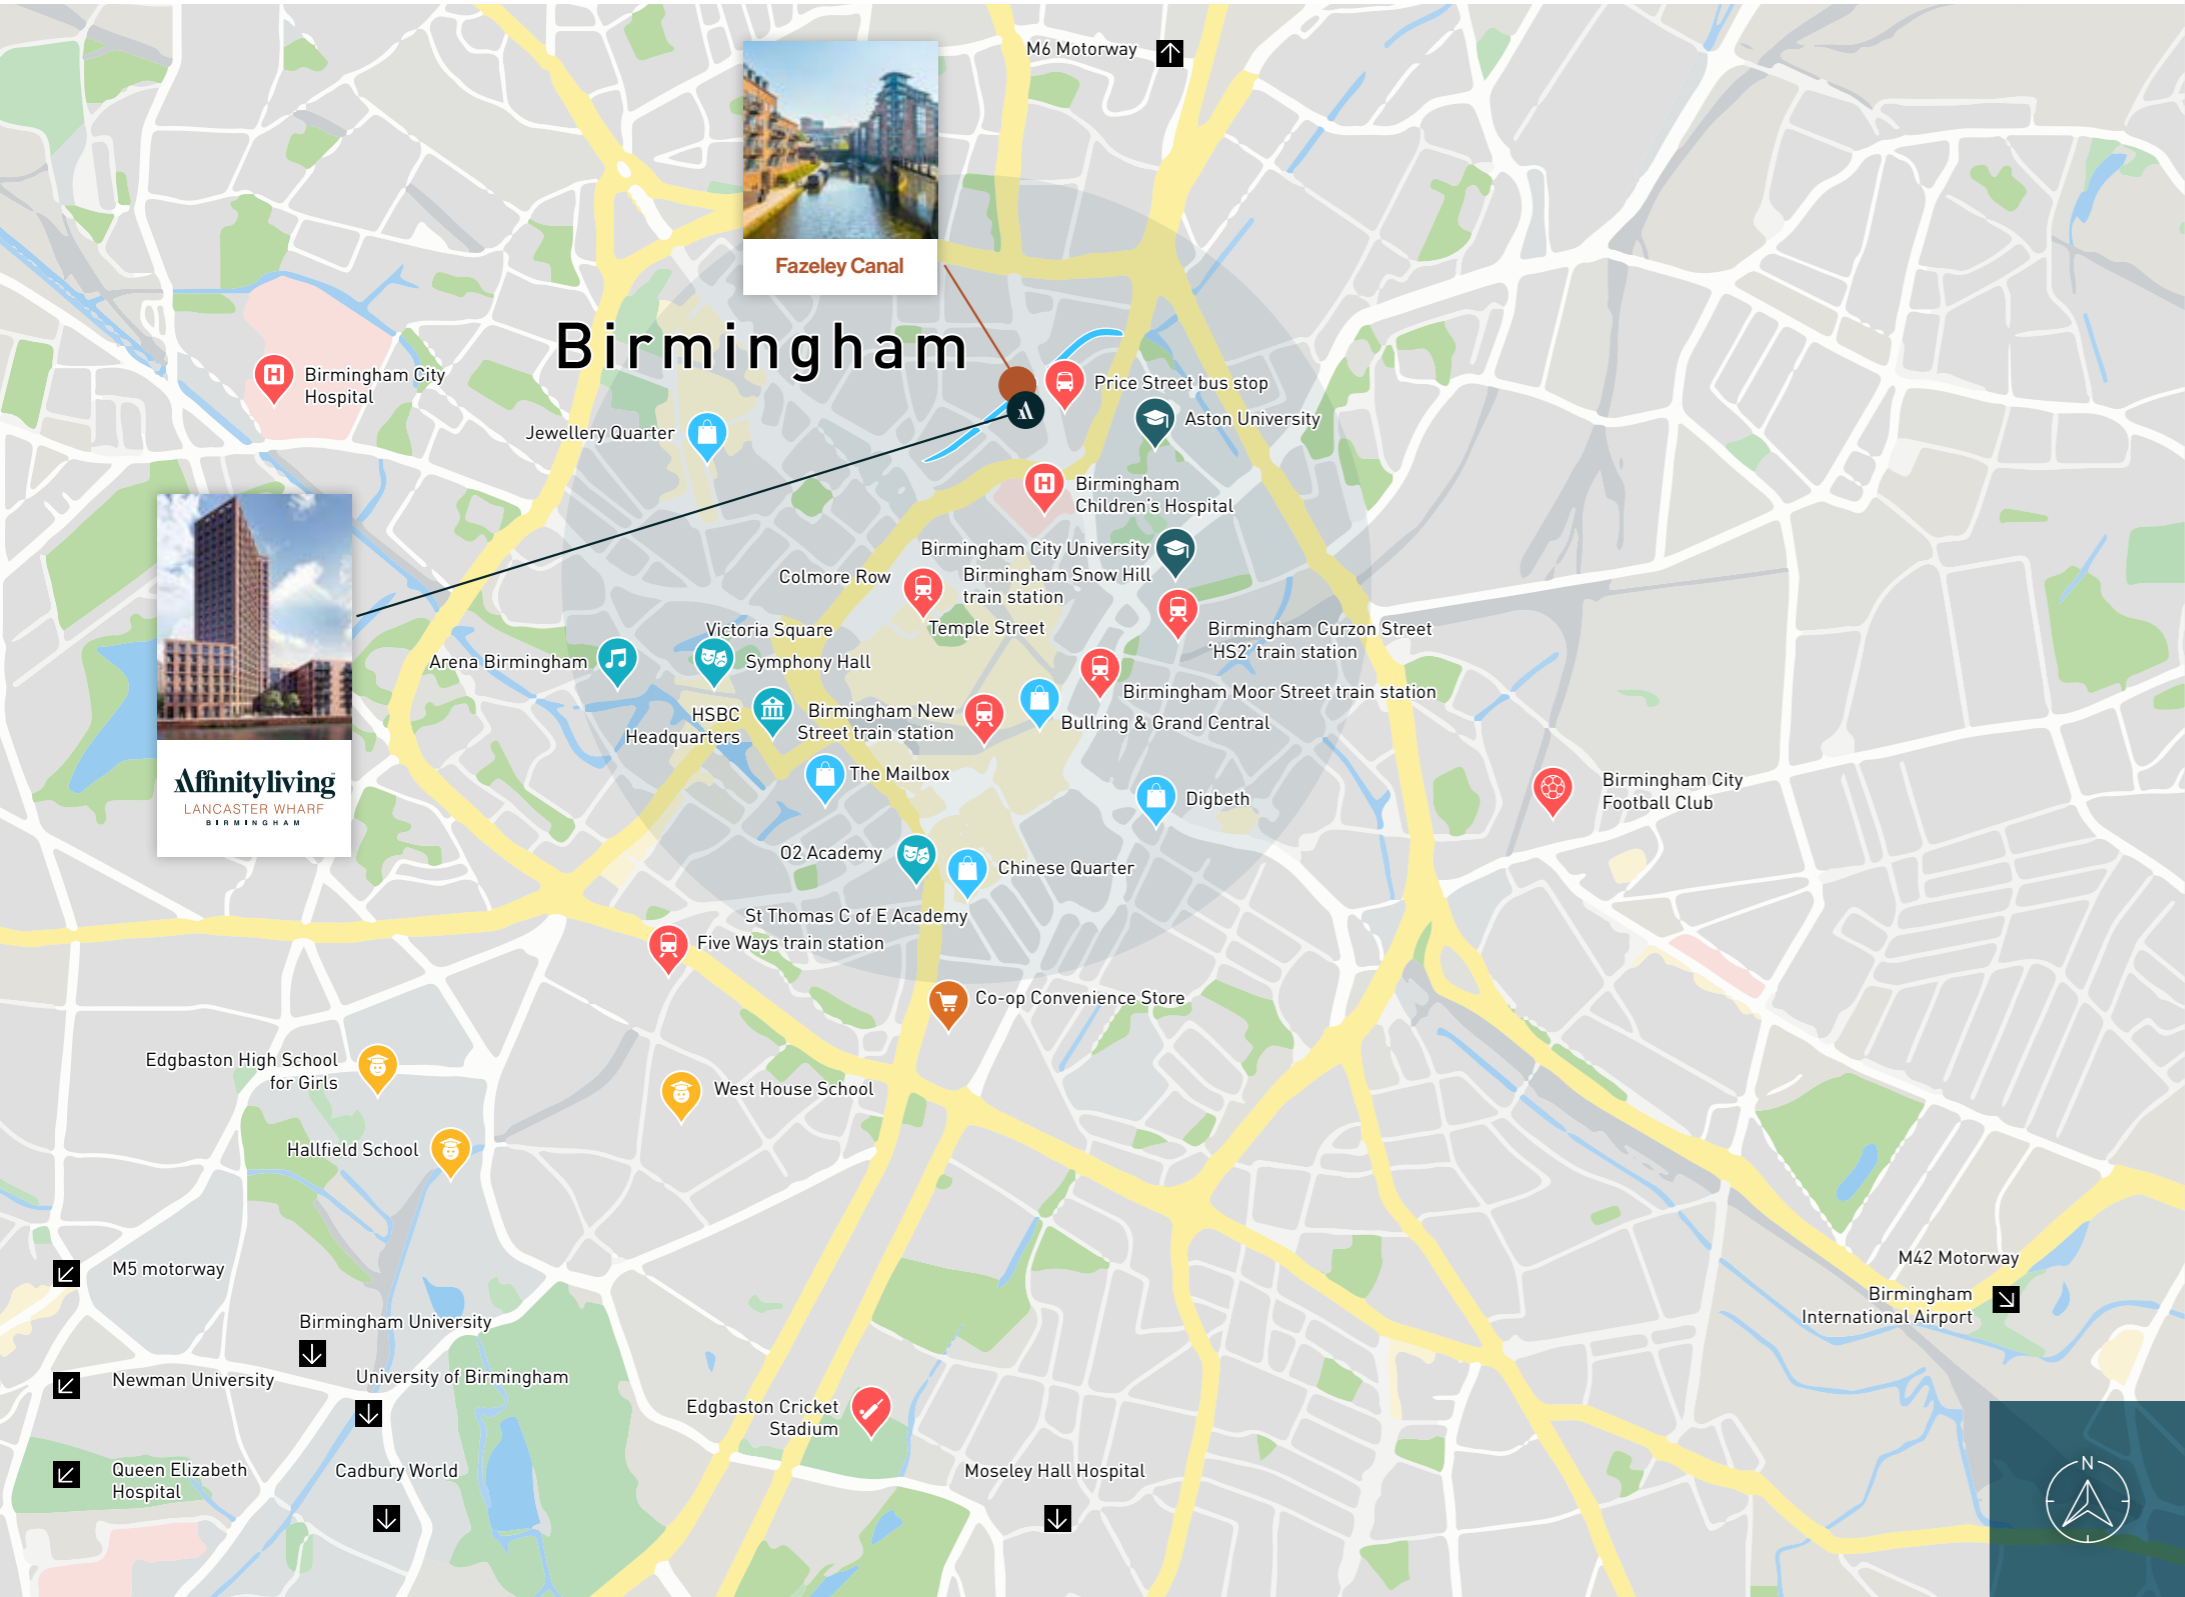 M6 Motorway
Fazeley Canal
Birmingham
Birmingham City
Hospital
Price Street bus stop
Aston University
Jewellery Quarter
Birmingham
Children's Hospital
Birmingham City University
Colmore Row
Birmingham Snow Hill
train station
Temple Street
Victoria Square
Birmingham Curzon Street
'HS2' train station
Arena Birmingham
Symphony Hall
Birmingham Moor Street train station
HSBC
Headquarters
Birmingham New
Street train station
Bullring & Grand Central
Affinityliving
LANCASTER WHARF
BIRMINGHAM
The Mailbox
Digbeth
Birmingham City
Football Club
O2 Academy
Chinese Quarter
St Thomas C of E Academy
Five Ways train station
Co-op Convenience Store
Edgbaston High School
for Girls
West House School
Hallfield School
M5 motorway
M42 Motorway
Birmingham
International Airport
Birmingham University
Newman University
University of Birmingham
Edgbaston Cricket
Stadium
Queen Elizabeth
Hospital
Cadbury World
Moseley Hall Hospital
N